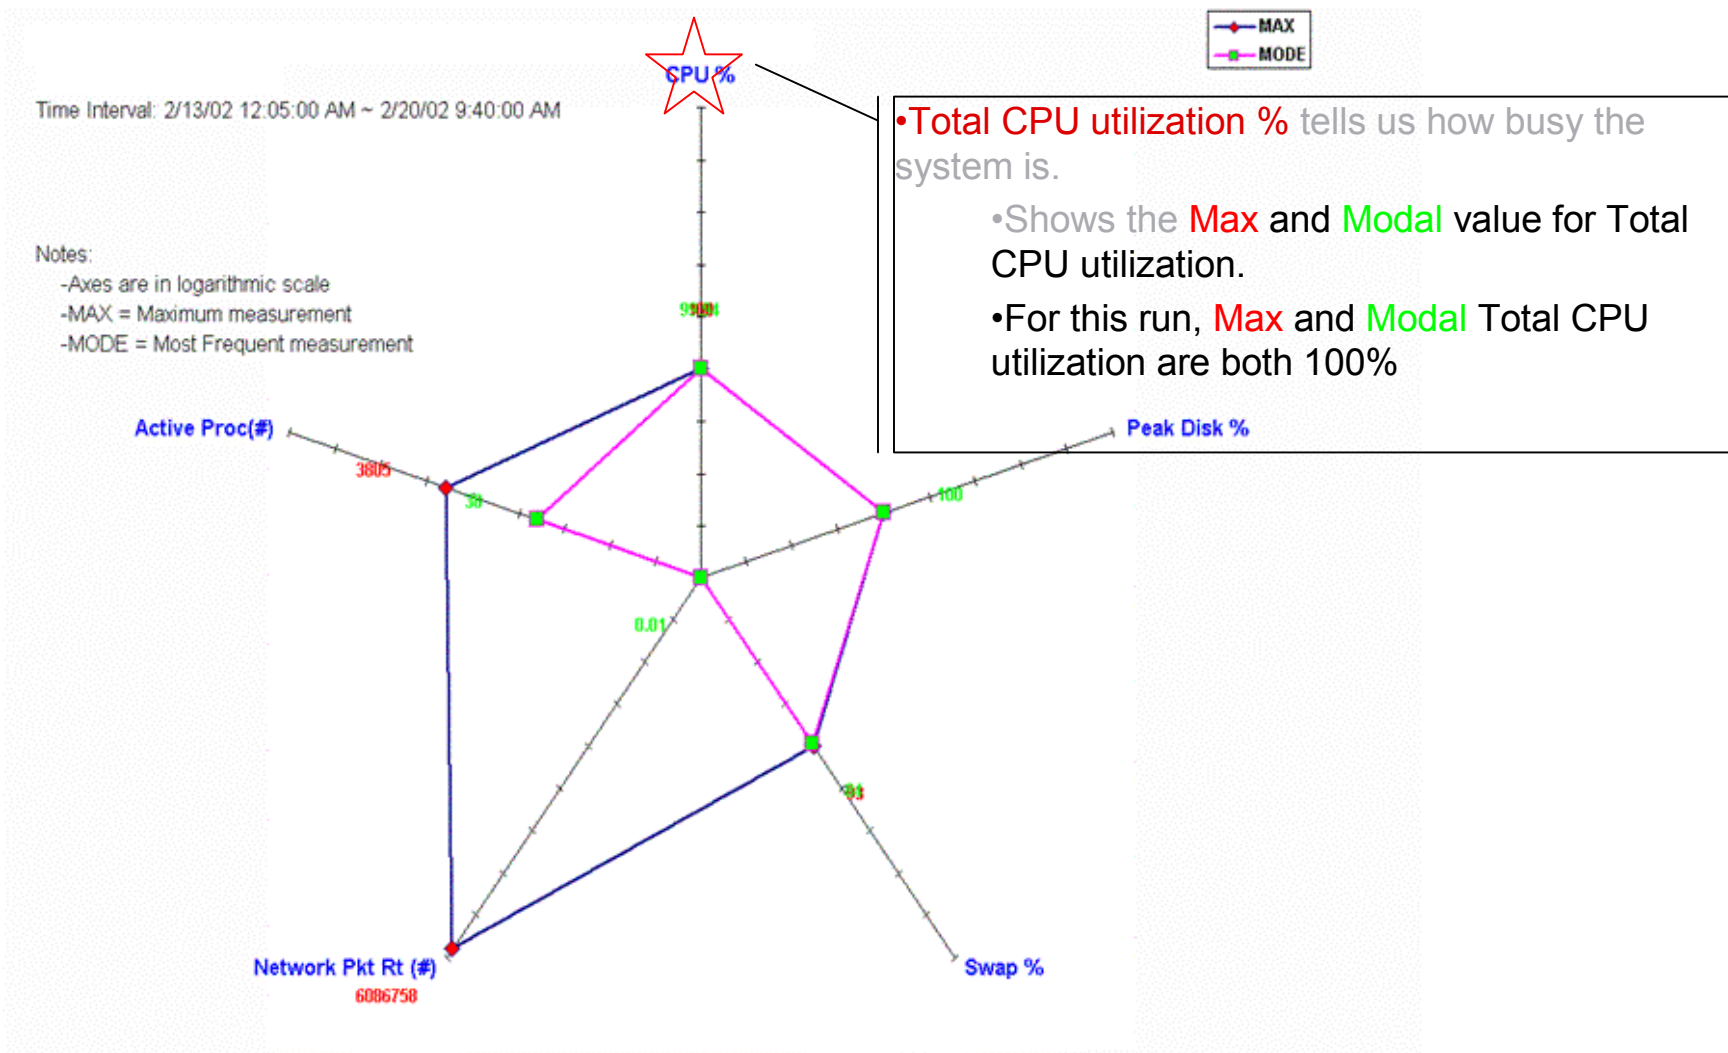 MAX
MODE
CPU %
Time Interval: 2/13/02 12:05:00 AM ~ 2/20/02 9:40:00 AM
•Total CPU utilization % tells us how busy the
system is.
•Shows the Max and Modal value for Total
CPU utilization.
•For this run, Max and Modal Total CPU
utilization are both 100%
Notes:
-Axes are in logarithmic scale
-MAX = Maximum measurement
-MODE = Most Frequent measurement
Active Proc(#)
Peak Disk %
3805
38
100
0.01
93
Network Pkt Rt (#)
Swap %
6086758